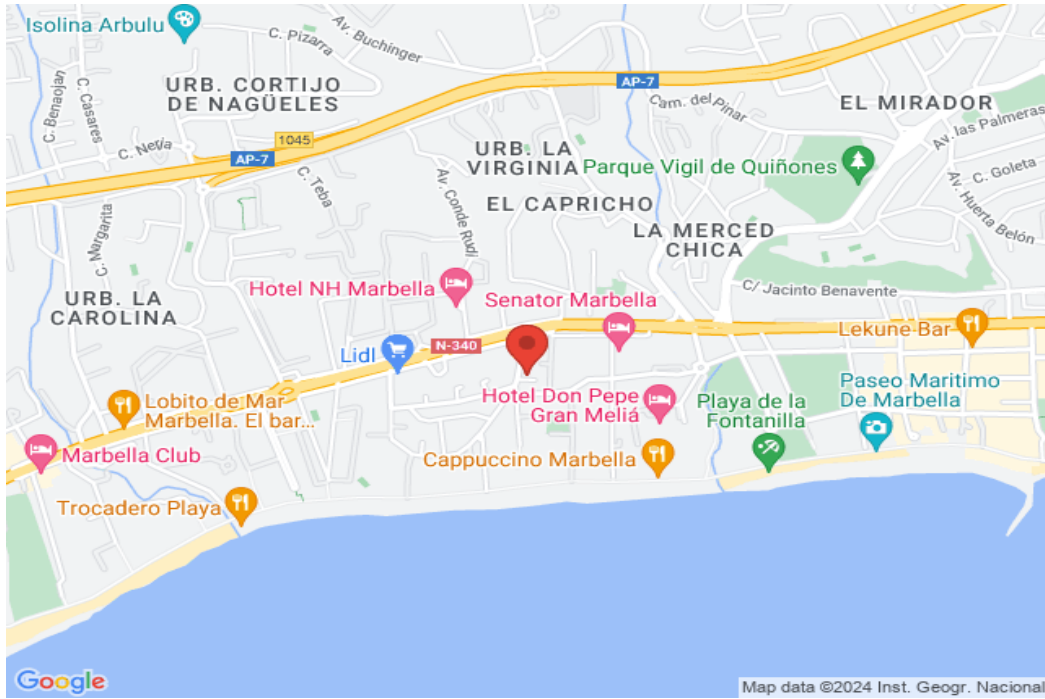 Isolina Arbulu
C. Pizarra
Av. Buchinger
C. Benaojan
C. Casares
URB. CORTIJO
DE NAGÜELES
AP-7
Cam. del Pinar
EL MIRADOR
Av. las Palmeras
1045
C. Nerja
AP-7
URB. LA
VIRGINIA
Parque Vigil de Quiñones
C. Goleta
C. Teba
Av. Conde Rudi
EL CAPRICHO
Av. Huerta Belón
C. Margarita
LA MERCED
CHICA
URB. LA
CAROLINA
Hotel NH Marbella
Senator Marbella
C/ Jacinto Benavente
Lekune Bar
N-340
Lidl
Hotel Don Pepe
Gran Meliá
Playa de la
Fontanilla
Paseo Maritimo
De Marbella
Lobito de Mar
Marbella. El bar...
Marbella Club
Cappuccino Marbella
Trocadero Playa
Google
Map data ©2024 Inst. Geogr. Nacional